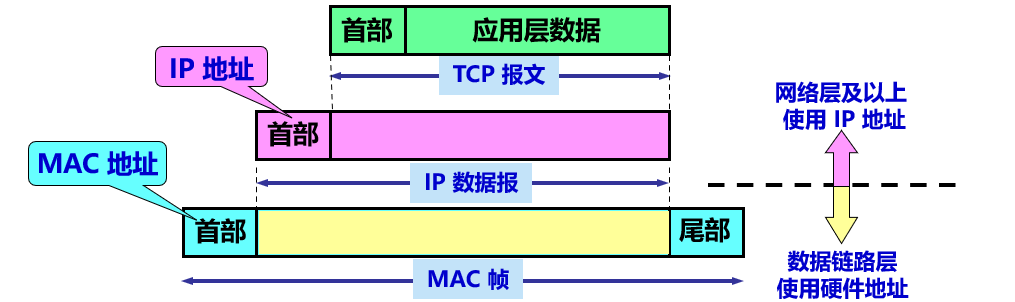 首部
应用层数据
IP 地址
TCP 报文
网络层及以上
使用 IP 地址
首部
MAC 地址
IP 数据报
首部
尾部
数据链路层
使用硬件地址
MAC 帧